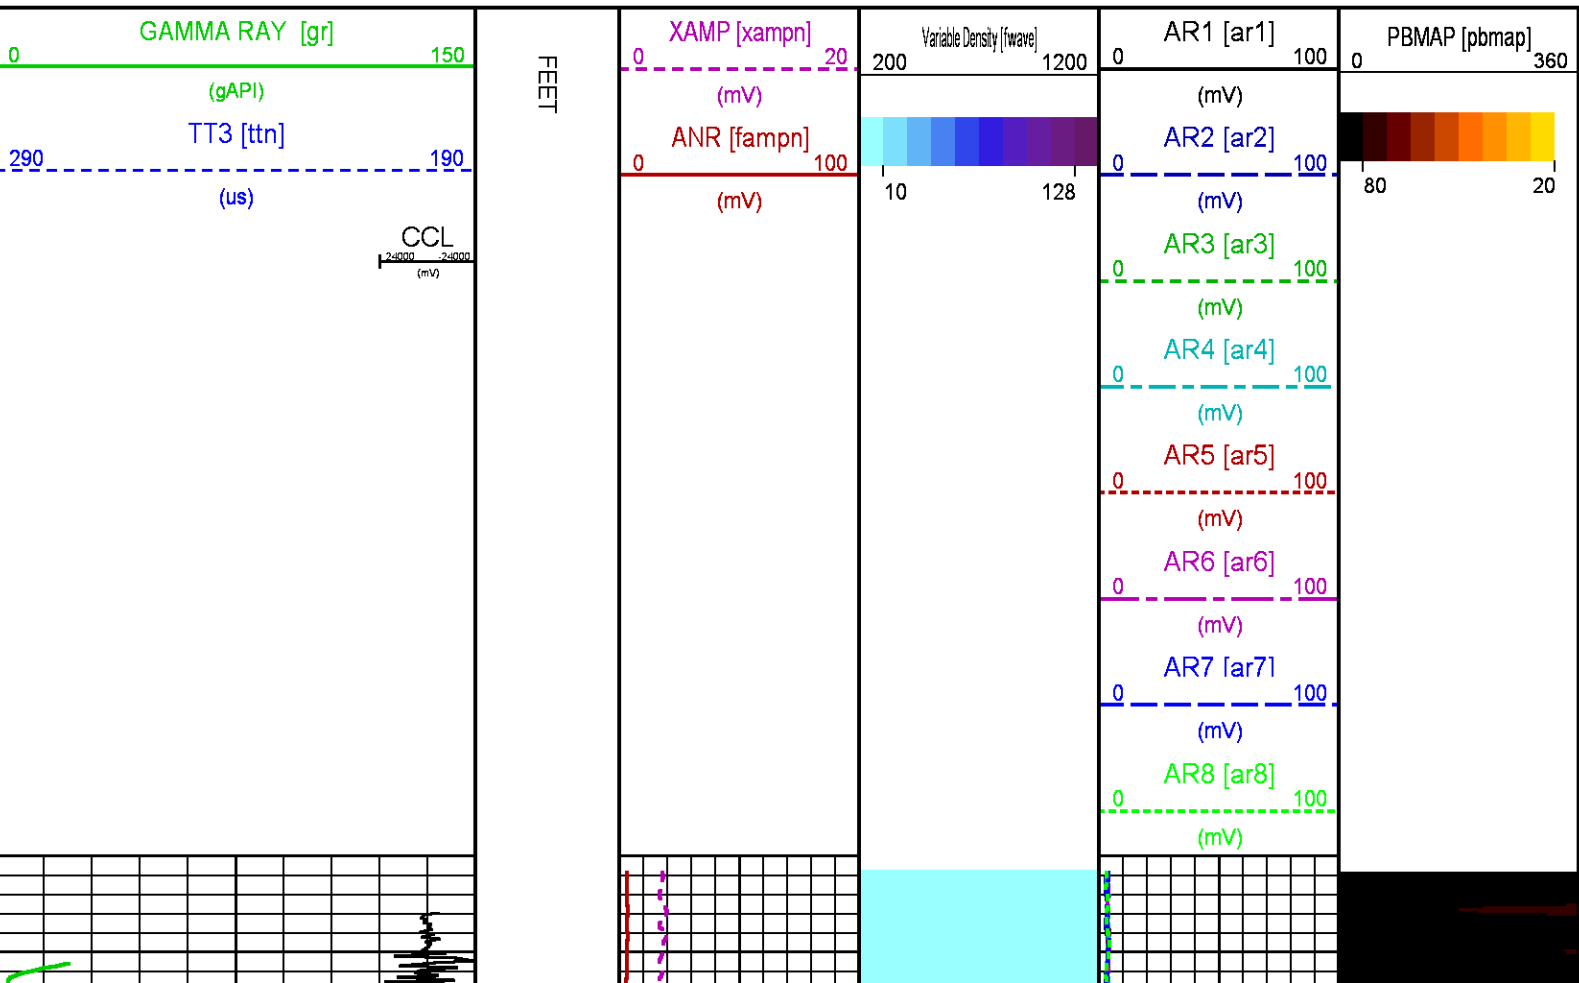 GAMMA RAY [gr]
0 150
(gAPI)
TT3 [ttn]
290 190
(us)
CCL
24000 -24000
(mV)
FEET
XAMP [xampn]
0 20
(mV)
ANR [fampn]
0 100
(mV)
Variable Density [fwave]
200 1200
10 128
AR1 [ar1]
0 100
(mV)
AR2 [ar2]
0 100
(mV)
AR3 [ar3]
0 100
(mV)
AR4 [ar4]
0 100
(mV)
AR5 [ar5]
0 100
(mV)
AR6 [ar6]
0 100
(mV)
AR7 [ar7]
0 100
(mV)
AR8 [ar8]
0 100
(mV)
PBMAP [pbmap]
0 360
80 20